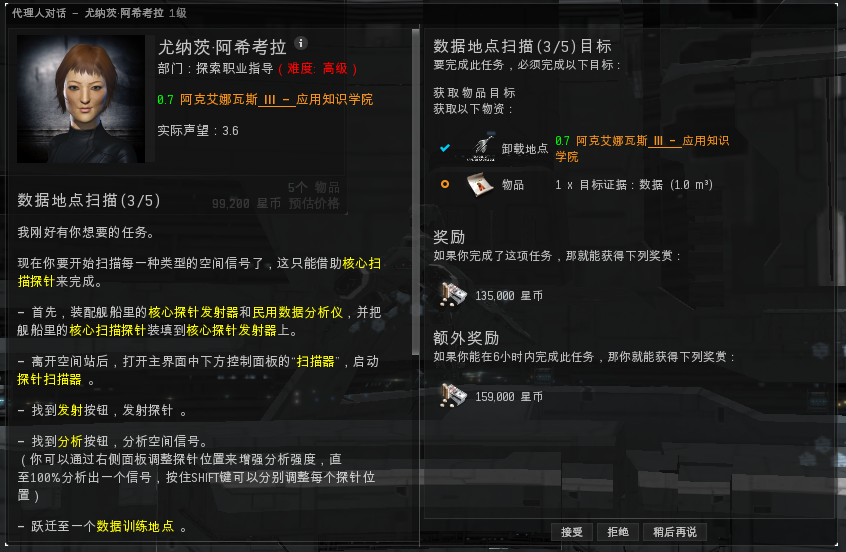 代理人对话 - 尤纳茨·阿希考拉 1级
尤纳茨·阿希考拉
部门：探索职业指导（难度: 高级）
0.7 阿克艾娜瓦斯 III - 应用知识学院
实际声望：3.6
5个 物品
99,200 星币 预估价格
数据地点扫描(3/5)
我刚好有你想要的任务。
现在你要开始扫描每一种类型的空间信号了，这只能借助核心扫
描探针来完成。
- 首先，装配舰船里的核心探针发射器和民用数据分析仪，并把
舰船里的核心扫描探针装填到核心探针发射器上。
- 离开空间站后，打开主界面中下方控制面板的“扫描器”，启动
探针扫描器 。
- 找到发射按钮，发射探针 。
- 找到分析按钮，分析空间信号。
（你可以通过右侧面板调整探针位置来增强分析强度，直
至100%分析出一个信号，按住SHIFT键可以分别调整每个探针位
置）
- 跃迁至一个数据训练地点 。
数据地点扫描(3/5)目标
要完成此任务，必须完成以下目标：
获取物品目标
获取以下物资：
卸载地点 0.7 阿克艾娜瓦斯 III - 应用知识
学院
物品 1 x 目标证据：数据 (1.0 m³)
奖励
如果你完成了这项任务，那就能获得下列奖赏：
135,000 星币
额外奖励
如果你能在6小时内完成此任务，那你就能获得下列奖赏：
159,000 星币
接受 拒绝 稍后再说